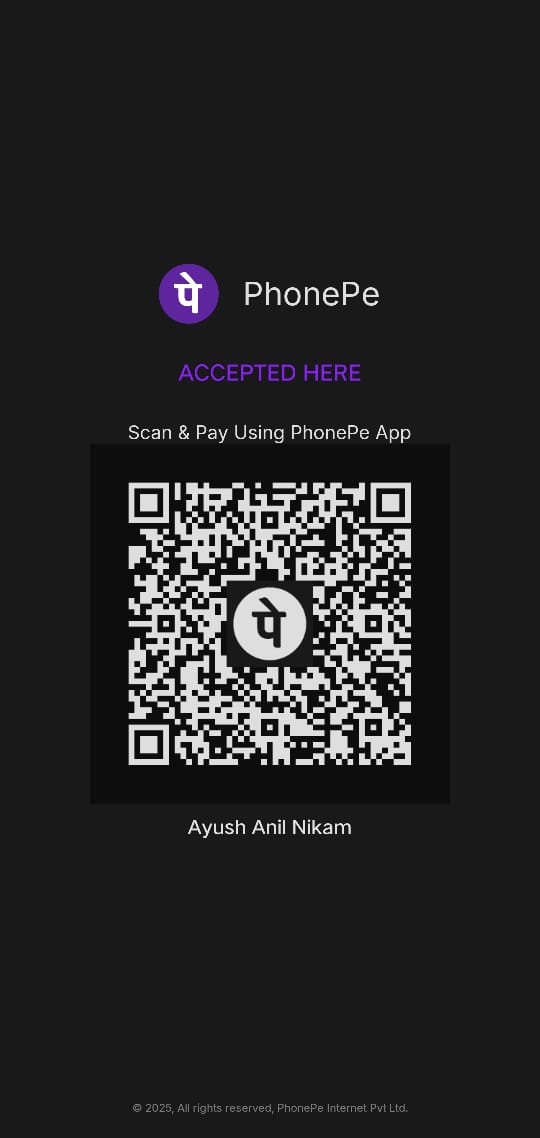 पे PhonePe
ACCEPTED HERE
Scan & Pay Using PhonePe App
पे
Ayush Anil Nikam
© 2025, All rights reserved, PhonePe Internet Pvt Ltd.